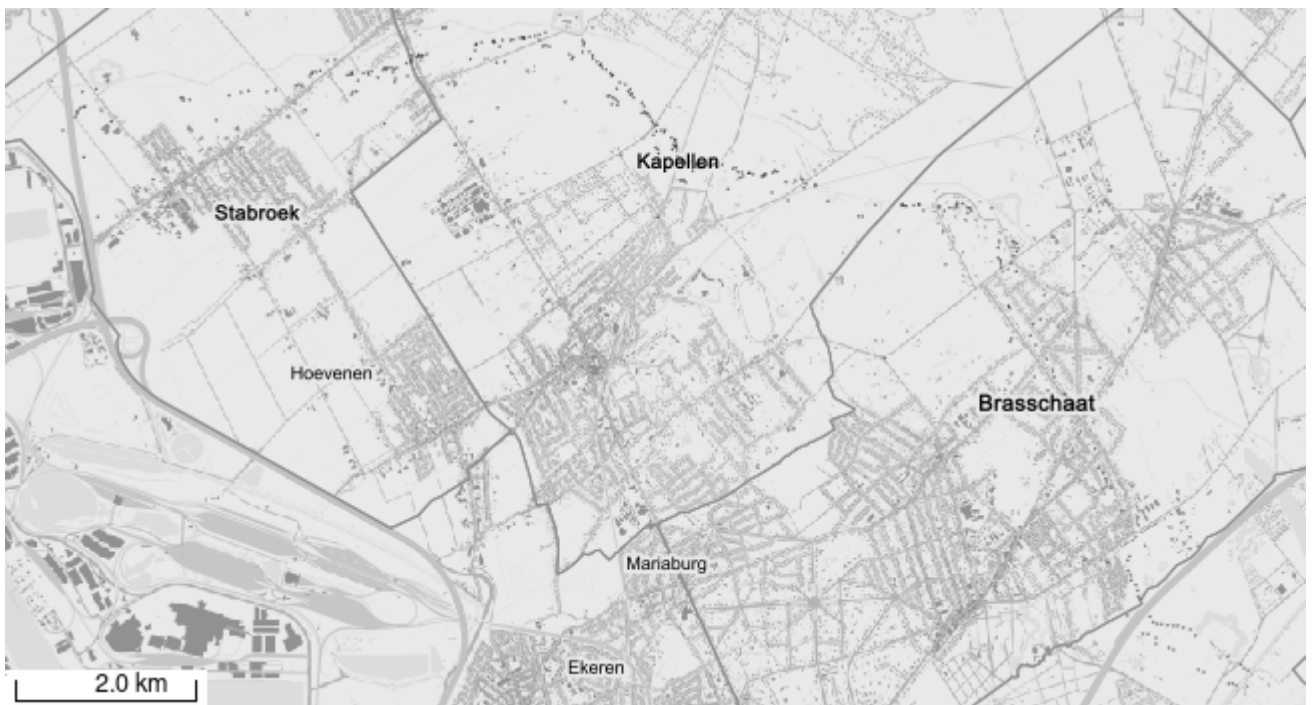 Kapellen
Stabroek
Hoevenen
Brasschaat
Mariaburg
Ekeren
2.0 km